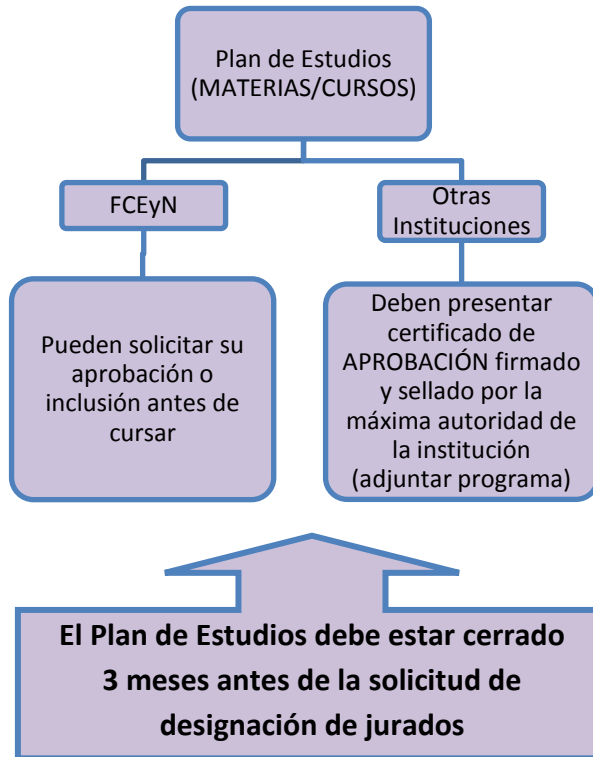 Plan de Estudios
(MATERIAS/CURSOS)
FCEyN
Otras
Instituciones
Pueden solicitar su
aprobación o
inclusión antes de
cursar
Deben presentar
certificado de
APROBACIÓN firmado
y sellado por la
máxima autoridad de
la institución
(adjuntar programa)
El Plan de Estudios debe estar cerrado
3 meses antes de la solicitud de
designación de jurados